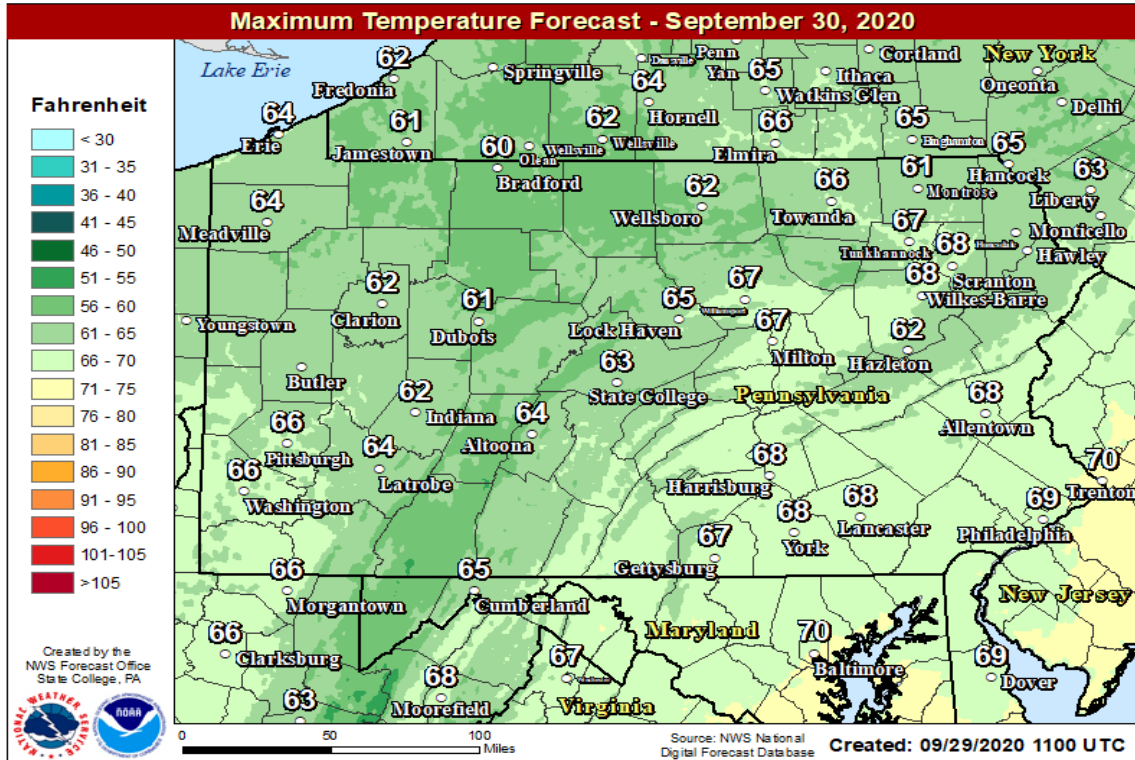 Maximum Temperature Forecast - September 30, 2020
Fahrenheit
< 30
31 - 35
36 - 40
41 - 45
46 - 50
51 - 55
56 - 60
61 - 65
66 - 70
71 - 75
76 - 80
81 - 85
86 - 90
91 - 95
96 - 100
101-105
>105
Created by the
NWS Forecast Office
State College, PA
NATIONAL WEATHER SERVICE
NOAA
Lake Erie
62
Fredonia
Springville
Dansville
Penn
Yan
Cortland
New York
64
Hornell
65
Watkins Glen
Ithaca
Oneonta
Delhi
64
Erie
61
Jamestown
60
Olean
Bradford
Wellsville
62
Wellsville
66
Elmira
65
Binghamton
65
Hancock
64
Meadville
62
Wellsboro
66
Towanda
61
Montrose
63
Liberty
Monticello
67
Tunkhannock
Honesdale
Hawley
68
Scranton
68
Wilkes-Barre
Youngstown
62
Clarion
61
Dubois
65
Lock Haven
67
Williamsport
67
Milton
62
Hazleton
Butler
63
State College
Pennsylvania
62
Indiana
64
Altoona
68
Allentown
66
Pittsburgh
64
Latrobe
68
Harrisburg
70
Trenton
66
Washington
68
York
68
Lancaster
69
Philadelphia
67
Gettysburg
66
Morgantown
65
Cumberland
Maryland
New Jersey
66
Clarksburg
67
Winchester
70
Baltimore
69
Dover
63
68
Moorefield
Virginia
0 50 100
Miles
Source: NWS National
Digital Forecast Database
Created: 09/29/2020 1100 UTC